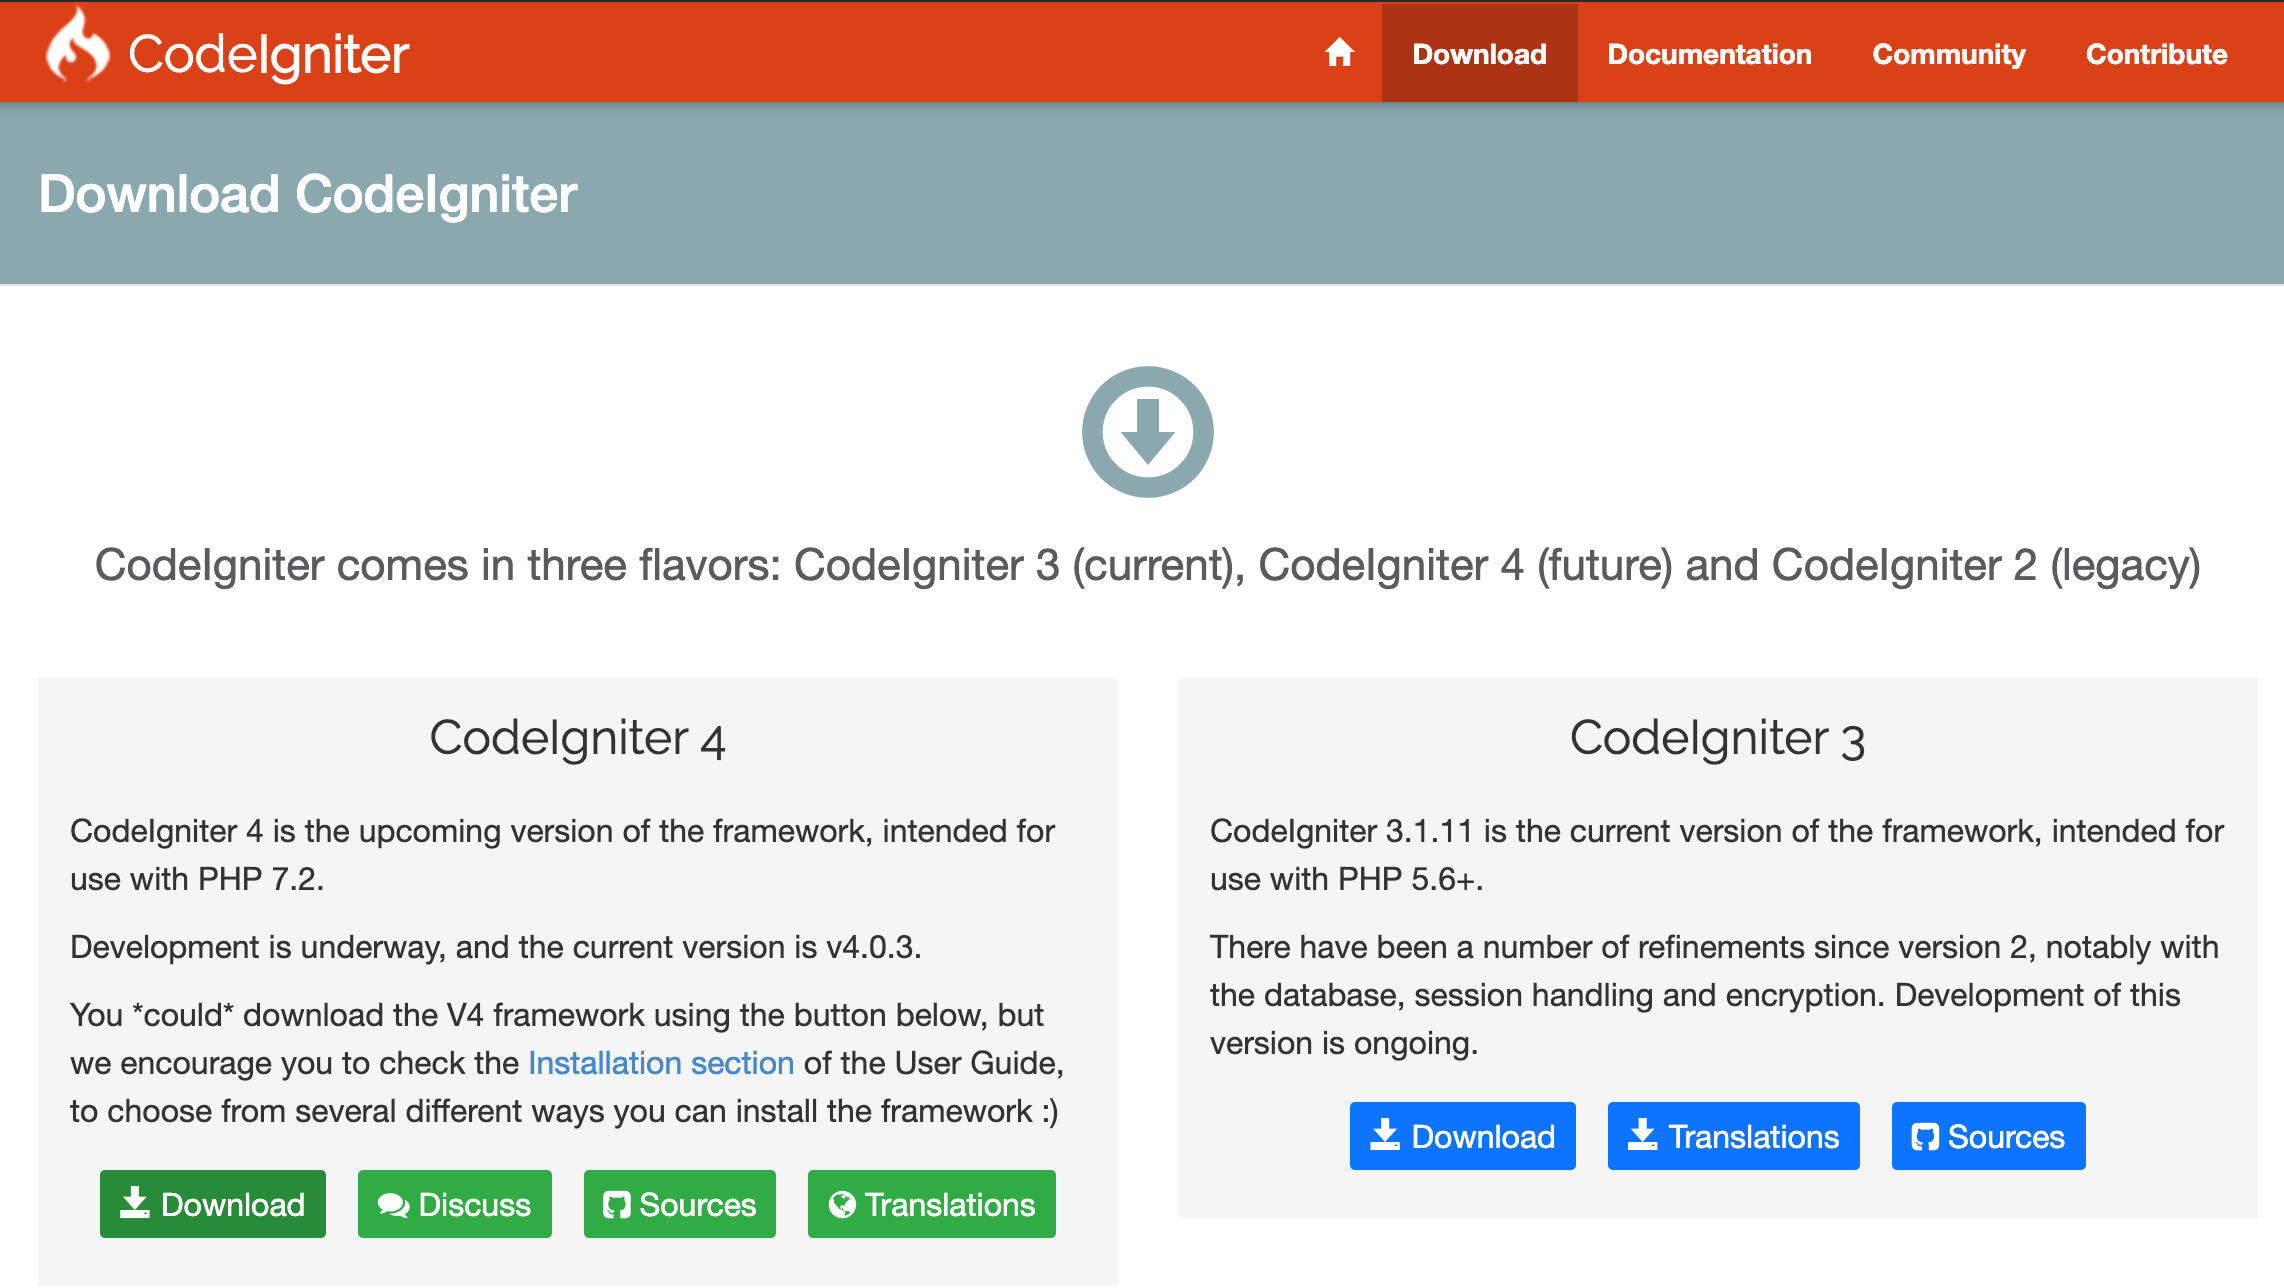 CodeIgniter
Download
Documentation
Community
Contribute
Download CodeIgniter
CodeIgniter comes in three flavors: CodeIgniter 3 (current), CodeIgniter 4 (future) and CodeIgniter 2 (legacy)
CodeIgniter 4
CodeIgniter 4 is the upcoming version of the framework, intended for
use with PHP 7.2.
Development is underway, and the current version is v4.0.3.
You *could* download the V4 framework using the button below, but
we encourage you to check the Installation section of the User Guide,
to choose from several different ways you can install the framework :)
Download
Discuss
Sources
Translations
CodeIgniter 3
CodeIgniter 3.1.11 is the current version of the framework, intended for
use with PHP 5.6+.
There have been a number of refinements since version 2, notably with
the database, session handling and encryption. Development of this
version is ongoing.
Download
Translations
Sources